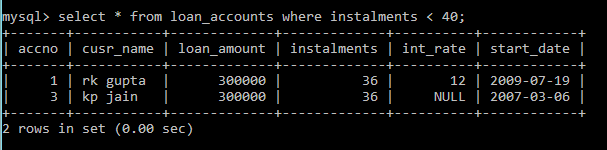 mysql> select * from loan_accounts where instalments < 40;
+-------+-----------+-------------+-------------+----------+------------+
| accno | cusr_name | loan_amount | instalments | int_rate | start_date |
+-------+-----------+-------------+-------------+----------+------------+
|     1 | rk gupta  |      300000 |          36 |       12 | 2009-07-19 |
|     3 | kp jain   |      300000 |          36 |     NULL | 2007-03-06 |
+-------+-----------+-------------+-------------+----------+------------+
2 rows in set (0.00 sec)